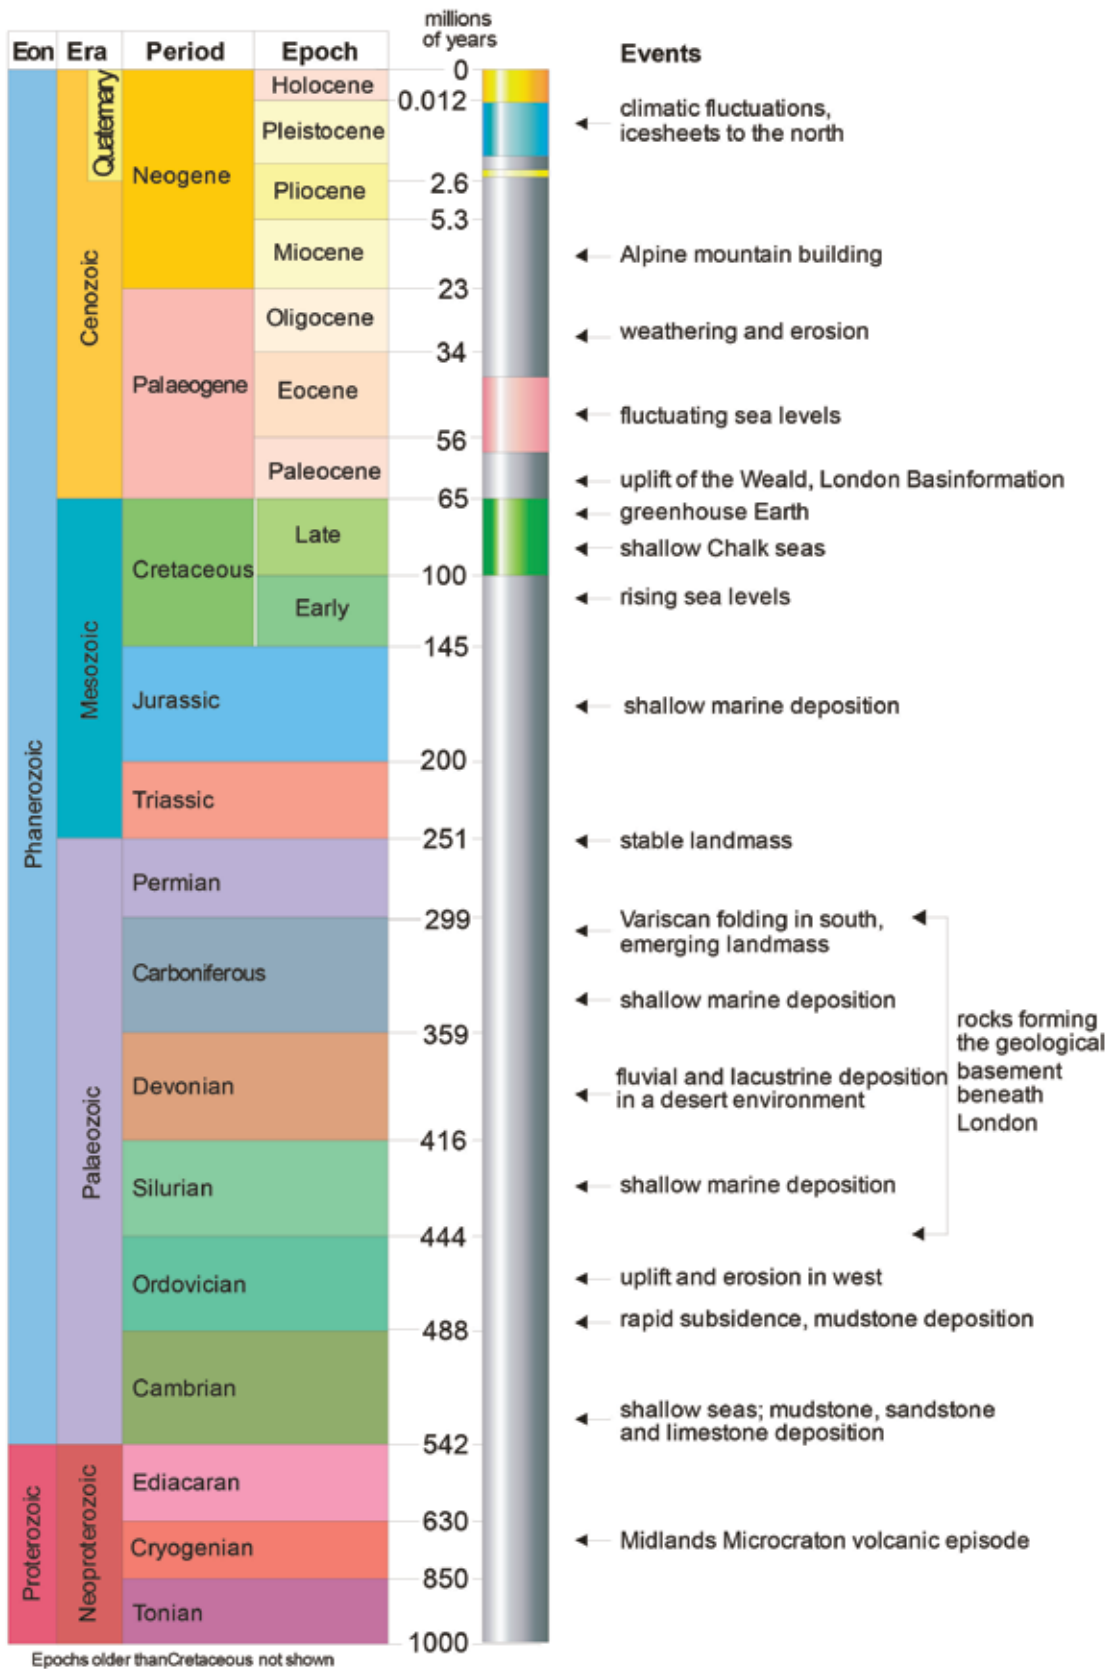 millions
of years
Eon Era Period Epoch
Events
Phanerozoic
Proterozoic
Cenozoic
Quaternary
Mesozoic
Palaeozoic
Neoproterozoic
Neogene
Palaeogene
Cretaceous
Jurassic
Triassic
Permian
Carboniferous
Devonian
Silurian
Ordovician
Cambrian
Ediacaran
Cryogenian
Tonian
Holocene
Pleistocene
Pliocene
Miocene
Oligocene
Eocene
Paleocene
Late
Early
0
0.012
2.6
5.3
23
34
56
65
100
145
200
251
299
359
416
444
488
542
630
850
1000
climatic fluctuations,
icesheets to the north
Alpine mountain building
weathering and erosion
fluctuating sea levels
uplift of the Weald, London Basinformation
greenhouse Earth
shallow Chalk seas
rising sea levels
shallow marine deposition
stable landmass
Variscan folding in south,
emerging landmass
shallow marine deposition
fluvial and lacustrine deposition
in a desert environment
shallow marine deposition
rocks forming
the geological
basement
beneath
London
uplift and erosion in west
rapid subsidence, mudstone deposition
shallow seas; mudstone, sandstone
and limestone deposition
Midlands Microcraton volcanic episode
Epochs older thanCretaceous not shown